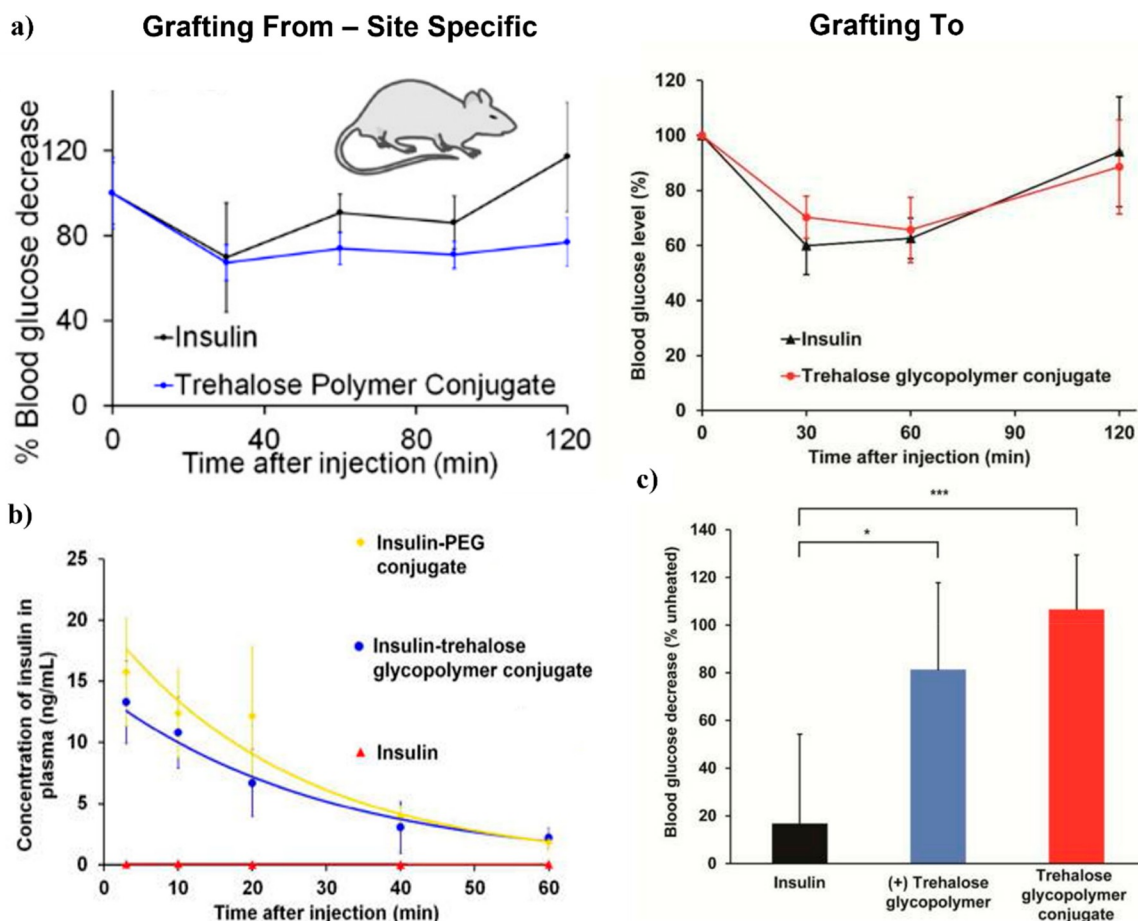 a)
Grafting From – Site Specific
% Blood glucose decrease
120
80
40
0
Insulin
Trehalose Polymer Conjugate
0
40
80
120
Time after injection (min)
Grafting To
Blood glucose level (%)
120
100
80
60
40
20
0
Insulin
Trehalose glycopolymer conjugate
0
30
60
90
120
Time after injection (min)
b)
Concentration of insulin in
plasma (ng/mL)
25
20
15
10
5
0
Insulin-PEG
conjugate
Insulin-trehalose
glycopolymer conjugate
Insulin
0
10
20
30
40
50
60
Time after injection (min)
c)
Blood glucose decrease (% unheated)
140
120
100
80
60
40
20
0
*
***
Insulin
(+) Trehalose
glycopolymer
Trehalose
glycopolymer
conjugate